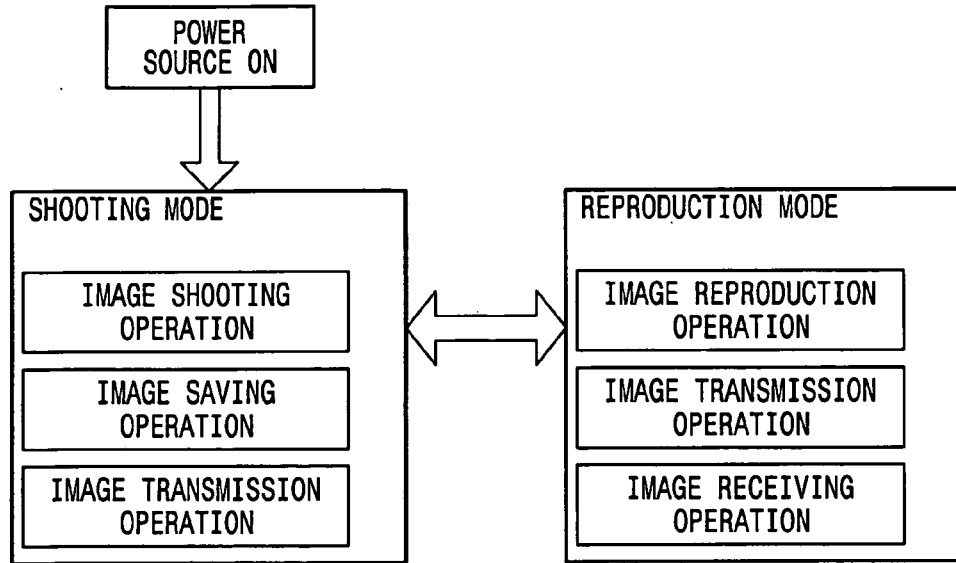 POWER
SOURCE ON
SHOOTING MODE
IMAGE SHOOTING
OPERATION
IMAGE SAVING
OPERATION
IMAGE TRANSMISSION
OPERATION
REPRODUCTION MODE
IMAGE REPRODUCTION
OPERATION
IMAGE TRANSMISSION
OPERATION
IMAGE RECEIVING
OPERATION